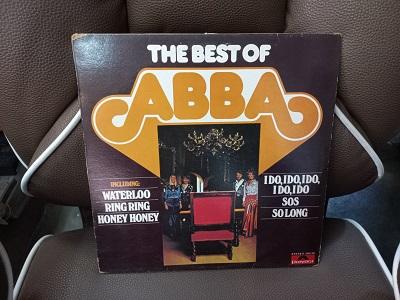 THE BEST OF
ABBA
INCLUDING:
WATERLOO
RING RING
HONEY HONEY
I DO, I DO, I DO,
I DO, I DO
SOS
SO LONG